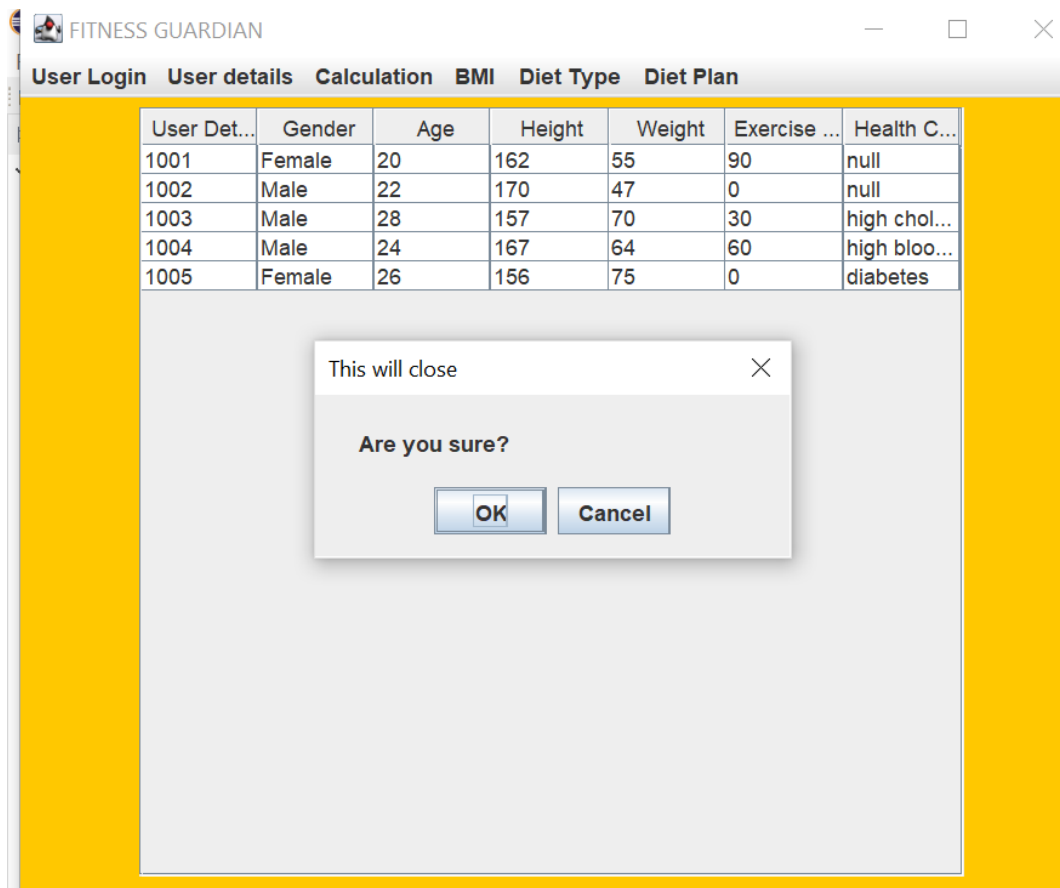 FITNESS GUARDIAN
User Login User details Calculation BMI Diet Type Diet Plan
User Det... Gender Age Height Weight Exercise ... Health C...
1001 Female 20 162 55 90 null
1002 Male 22 170 47 0 null
1003 Male 28 157 70 30 high chol...
1004 Male 24 167 64 60 high bloo...
1005 Female 26 156 75 0 diabetes
This will close
Are you sure?
OK Cancel